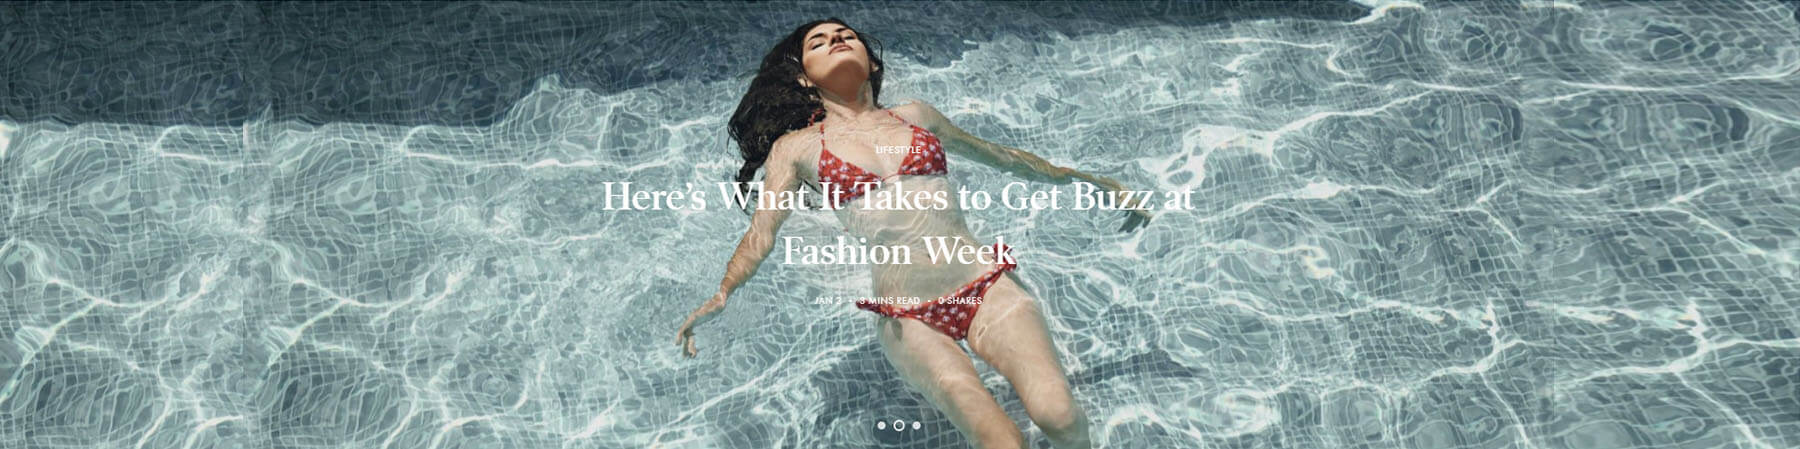 LIFESTYLE
Here's What It Takes to Get Buzz at
Fashion Week
JAN 2 • 3 MINS READ • 0 SHARES